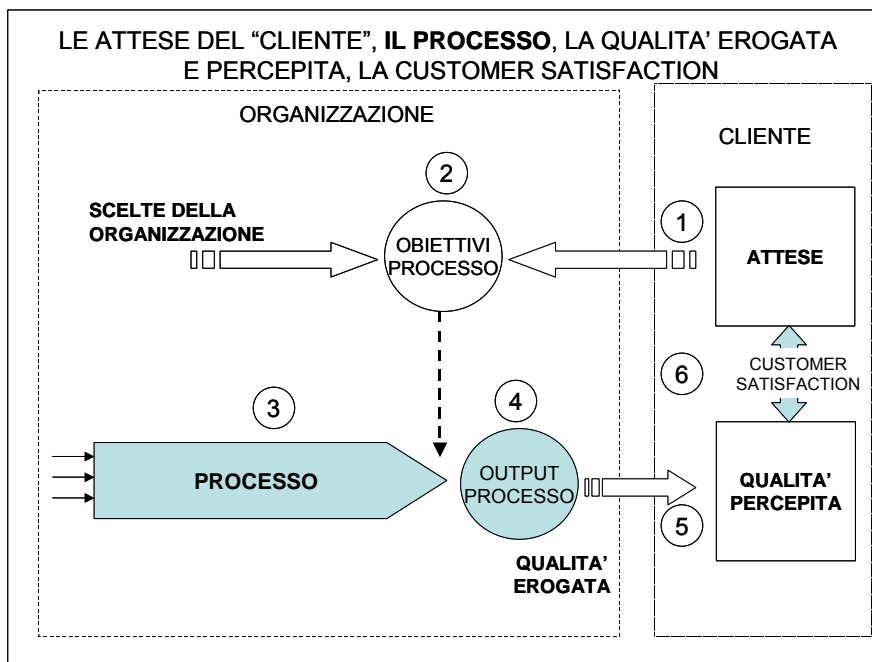 LE ATTESE DEL “CLIENTE”, IL PROCESSO, LA QUALITA’ EROGATA
E PERCEPITA, LA CUSTOMER SATISFACTION
ORGANIZZAZIONE
CLIENTE
2
SCELTE DELLA
ORGANIZZAZIONE
OBIETTIVI
PROCESSO
1
ATTESE
6
CUSTOMER
SATISFACTION
3
4
PROCESSO
OUTPUT
PROCESSO
QUALITA’
PERCEPITA
5
QUALITA’
EROGATA